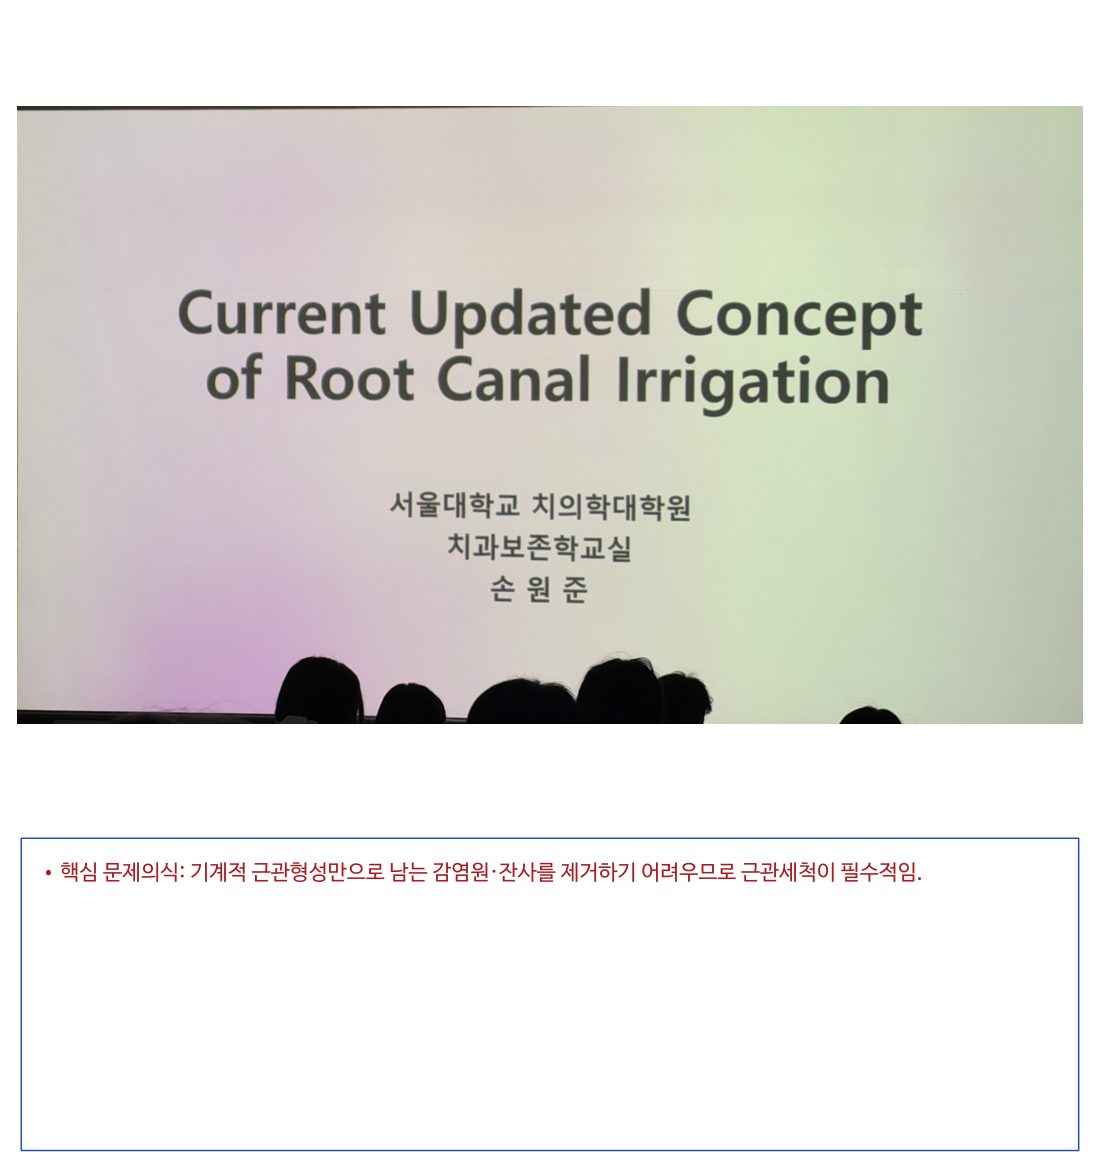 Current Updated Concept
of Root Canal Irrigation
서울대학교 치의학대학원
치과보존학교실
손 원 준
• 핵심 문제의식: 기계적 근관형성만으로 남는 감염원·잔사를 제거하기 어려우므로 근관세척이 필수적임.